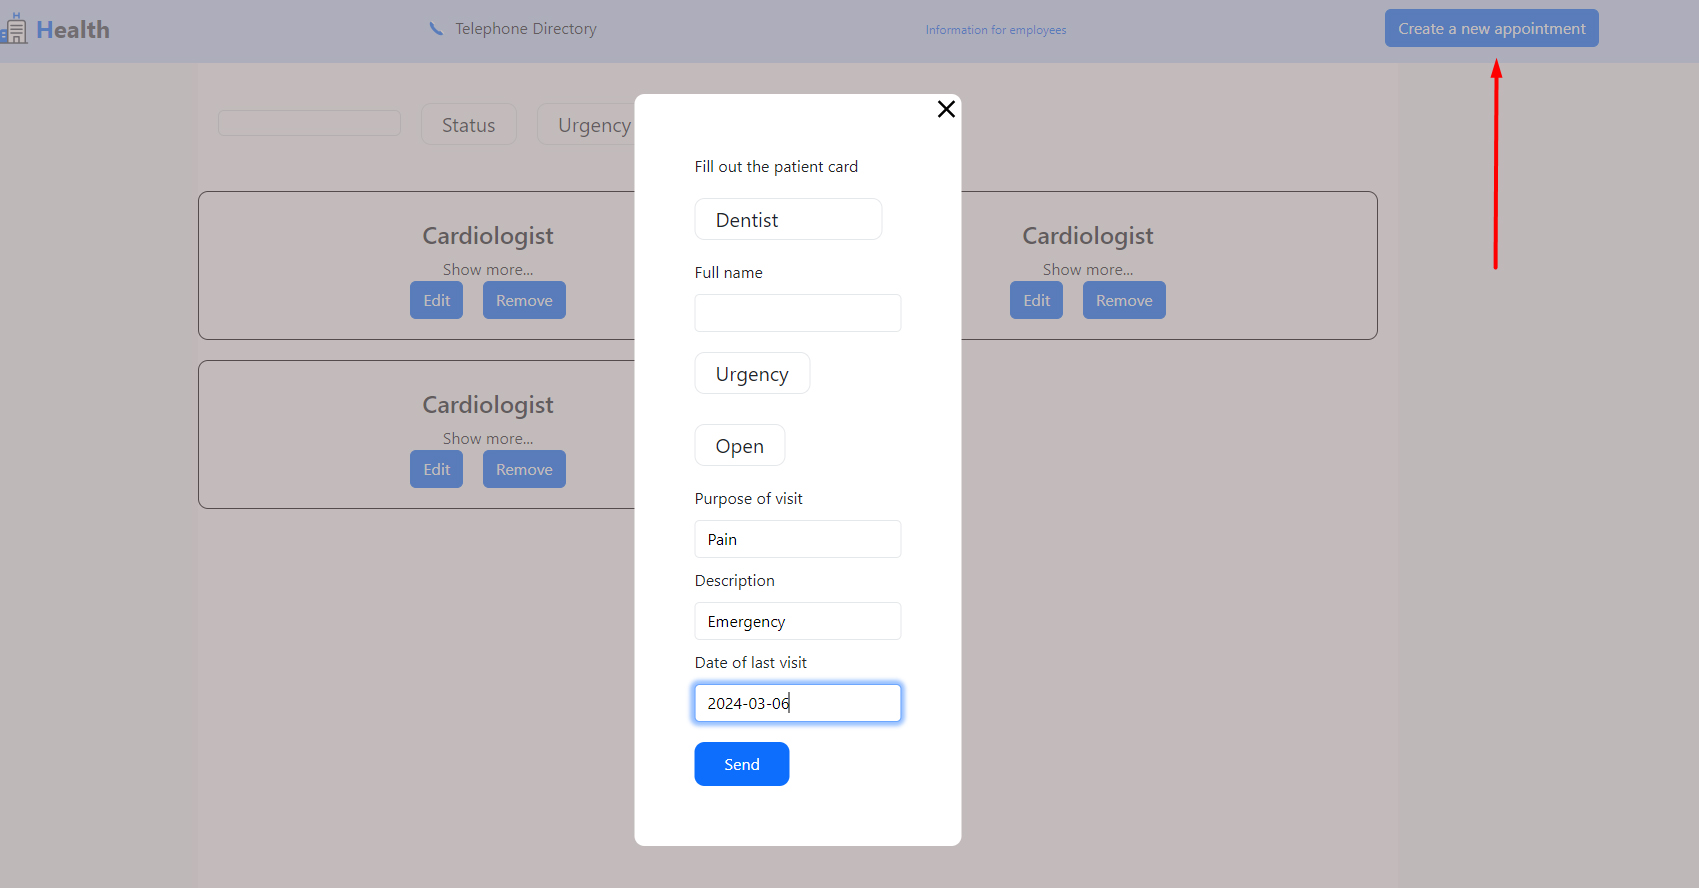 H
Health
Telephone Directory
Information for employees
Create a new appointment
Status
Urgency
Cardiologist
Show more...
Edit
Remove
Cardiologist
Show more...
Edit
Remove
Cardiologist
Show more...
Edit
Remove
Fill out the patient card
Dentist
Full name
Urgency
Open
Purpose of visit
Pain
Description
Emergency
Date of last visit
2024-03-06
Send